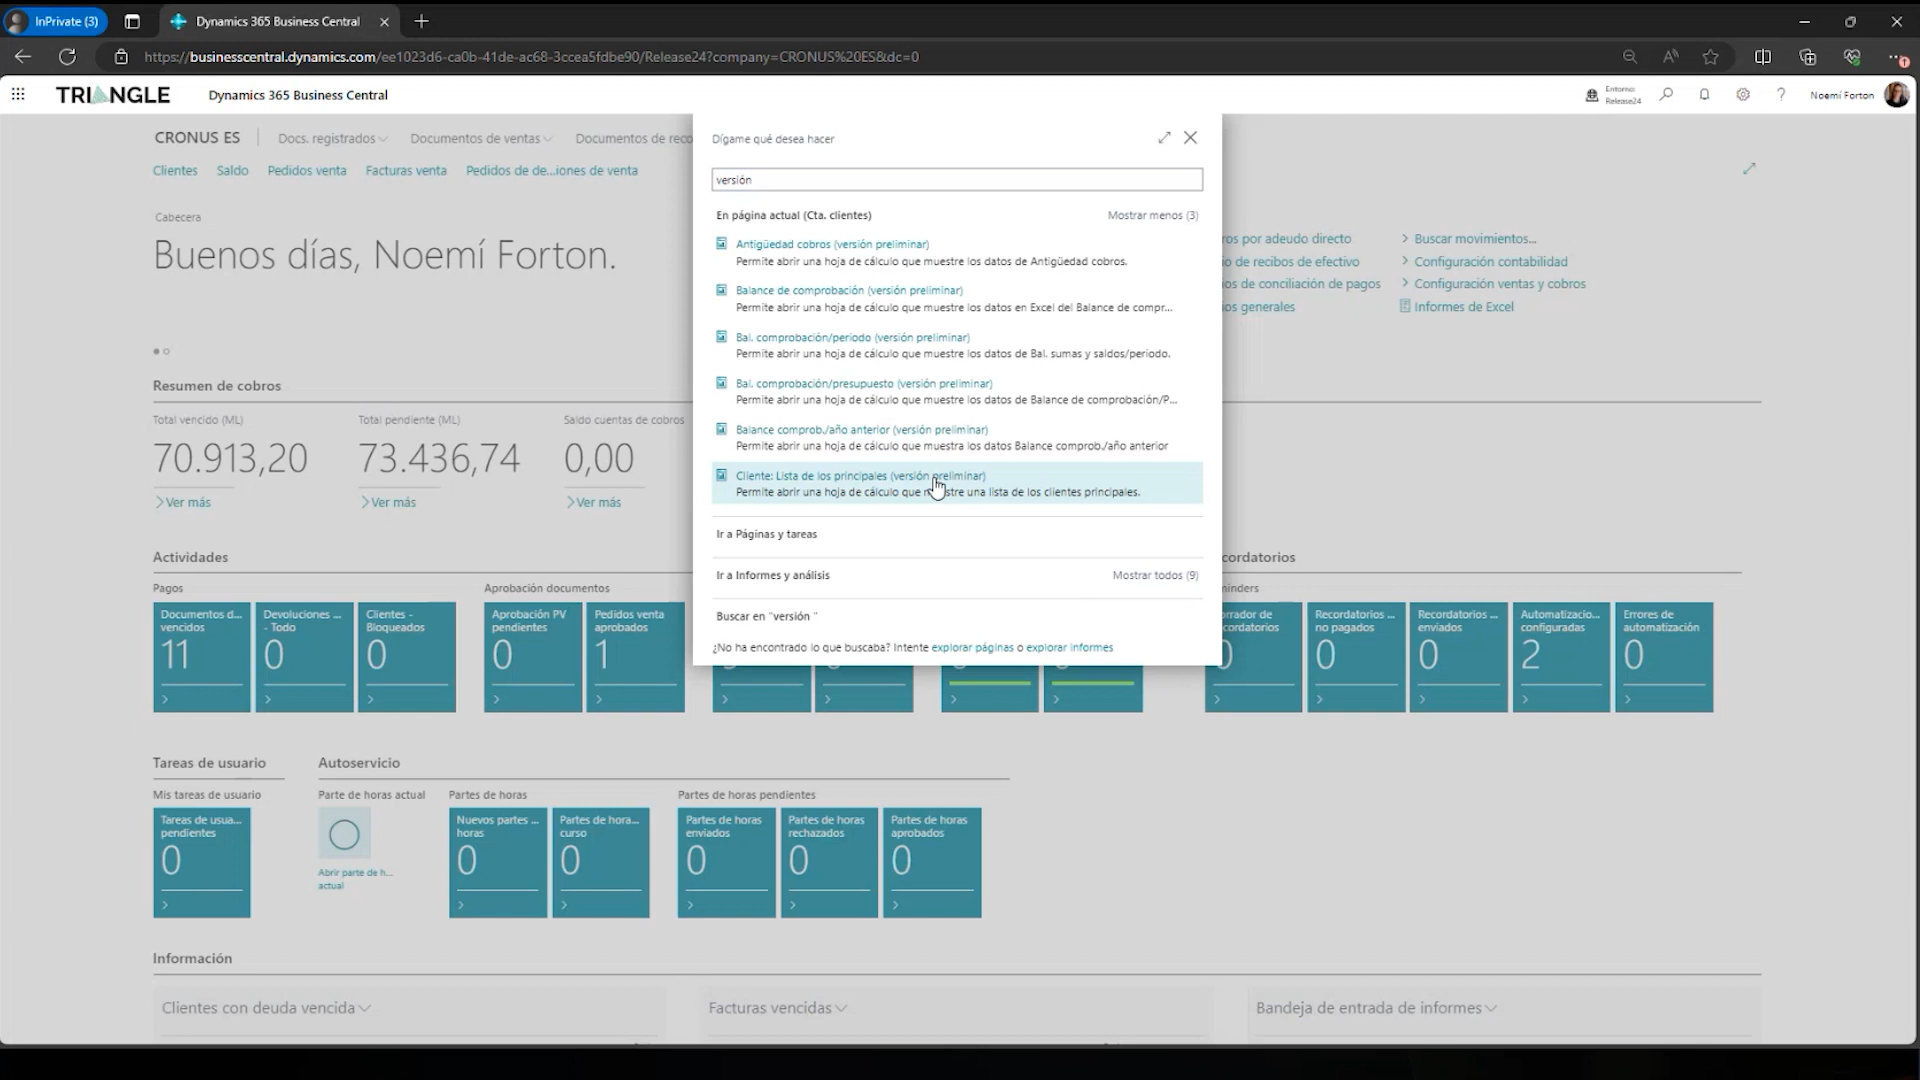 InPrivate (3)
Dynamics 365 Business Central
https://businesscentral.dynamics.com/ee1023d6-ca0b-41de-ac68-3ccea5fdbe90/Release24?company=CRONUS%20ES&dc=0
TRIANGLE
Dynamics 365 Business Central
Entorno:
Release24
Noemí Forton
CRONUS ES
Docs. registrados
Documentos de ventas
Documentos de reco
Clientes
Saldo
Pedidos venta
Facturas venta
Pedidos de de...iones de venta
Cabecera
Buenos días, Noemí Forton.
Dígame qué desea hacer
versión
En página actual (Cta. clientes)
Mostrar menos (3)
Antigüedad cobros (versión preliminar)
Permite abrir una hoja de cálculo que muestre los datos de Antigüedad cobros.
Balance de comprobación (versión preliminar)
Permite abrir una hoja de cálculo que muestre los datos en Excel del Balance de compr...
Bal. comprobación/periodo (versión preliminar)
Permite abrir una hoja de cálculo que muestre los datos de Bal. sumas y saldos/periodo.
Bal. comprobación/presupuesto (versión preliminar)
Permite abrir una hoja de cálculo que muestre los datos de Balance de comprobación/P...
Balance comprob./año anterior (versión preliminar)
Permite abrir una hoja de cálculo que muestra los datos Balance comprob./año anterior
Cliente: Lista de los principales (versión preliminar)
Permite abrir una hoja de cálculo que muestre una lista de los clientes principales.
Ir a Páginas y tareas
Ir a Informes y análisis
Mostrar todos (9)
Buscar en "versión "
¿No ha encontrado lo que buscaba? Intente explorar páginas o explorar informes
ros por adeudo directo
io de recibos de efectivo
ios de conciliación de pagos
ios generales
Buscar movimientos...
Configuración contabilidad
Configuración ventas y cobros
Informes de Excel
Resumen de cobros
Total vencido (ML)
70.913,20
Ver más
Total pendiente (ML)
73.436,74
Ver más
Saldo cuentas de cobros
0,00
Ver más
Actividades
Pagos
Documentos d...
vencidos
11
Devoluciones ...
- Todo
0
Clientes -
Bloqueados
0
Aprobación documentos
Aprobación PV
pendientes
0
Pedidos venta
aprobados
1
cordatorios
minders
orrador de
cordatorios
0
Recordatorios ...
no pagados
0
Recordatorios ...
enviados
0
Automatizacio...
configuradas
2
Errores de
automatización
0
Tareas de usuario
Mis tareas de usuario
Tareas de usua...
pendientes
0
Autoservicio
Parte de horas actual
Abrir parte de h...
actual
Partes de horas
Nuevos partes ...
horas
0
Partes de hora...
curso
0
Partes de horas pendientes
Partes de horas
enviados
0
Partes de horas
rechazados
0
Partes de horas
aprobados
0
Información
Clientes con deuda vencida
Facturas vencidas
Bandeja de entrada de informes